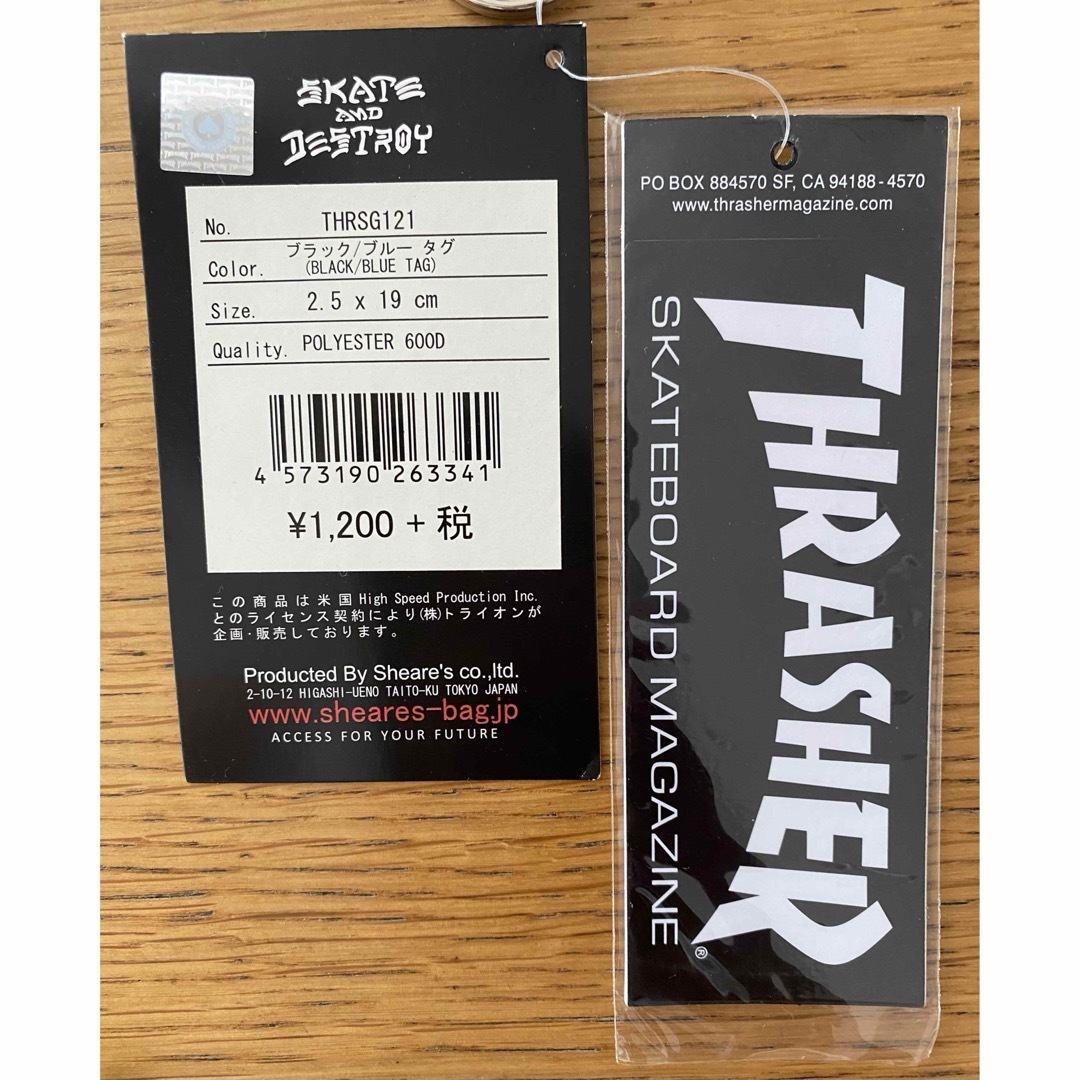 SKATE
AND
DESTROY
No. THRSG121
Color. ブラック/ブルー タグ
(BLACK/BLUE TAG)
Size. 2.5 x 19 cm
Quality. POLYESTER 600D
4 573190 263341
¥1,200 + 税
この商品は米国High Speed Production Inc.
とのライセンス契約により(株)トライオンが
企画・販売しております。
Producted By Sheare's co.,ltd.
2-10-12 HIGASHI-UENO TAITO-KU TOKYO JAPAN
www.sheares-bag.jp
ACCESS FOR YOUR FUTURE
PO BOX 884570 SF, CA 94188-4570
www.thrashermagazine.com
THRASHER
SKATEBOARD MAGAZINE®